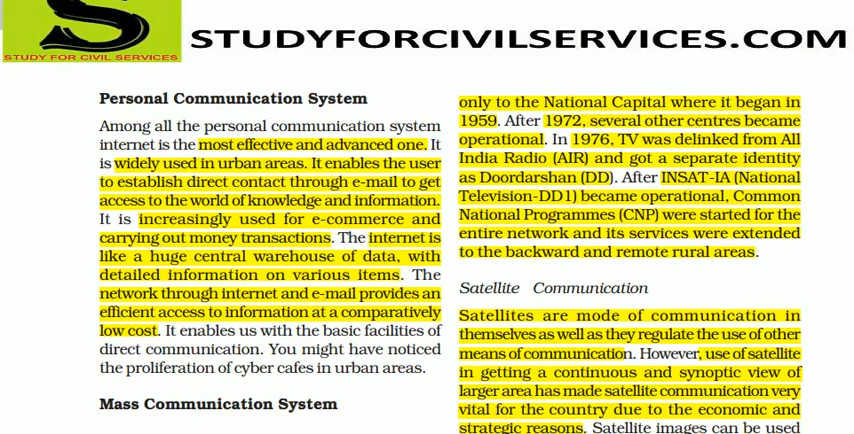 STUDY FOR CIVIL SERVICES
STUDYFORCIVILSERVICES.COM
Personal Communication System
Among all the personal communication system
internet is the most effective and advanced one. It
is widely used in urban areas. It enables the user
to establish direct contact through e-mail to get
access to the world of knowledge and information.
It is increasingly used for e-commerce and
carrying out money transactions. The internet is
like a huge central warehouse of data, with
detailed information on various items. The
network through internet and e-mail provides an
efficient access to information at a comparatively
low cost. It enables us with the basic facilities of
direct communication. You might have noticed
the proliferation of cyber cafes in urban areas.
Mass Communication System
only to the National Capital where it began in
1959. After 1972, several other centres became
operational. In 1976, TV was delinked from All
India Radio (AIR) and got a separate identity
as Doordarshan (DD). After INSAT-IA (National
Television-DD1) became operational, Common
National Programmes (CNP) were started for the
entire network and its services were extended
to the backward and remote rural areas.
Satellite Communication
Satellites are mode of communication in
themselves as well as they regulate the use of other
means of communication. However, use of satellite
in getting a continuous and synoptic view of
larger area has made satellite communication very
vital for the country due to the economic and
strategic reasons. Satellite images can be used